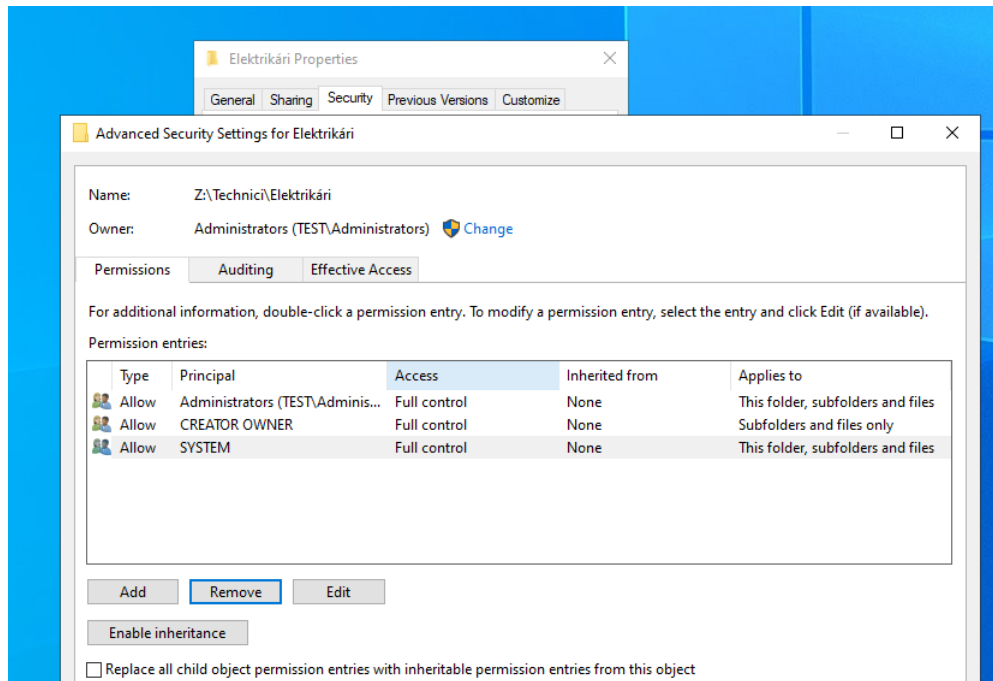 Elektrikári Properties
General Sharing Security Previous Versions Customize
Advanced Security Settings for Elektrikári
Name: Z:\Technici\Elektrikári
Owner: Administrators (TEST\Administrators) Change
Permissions Auditing Effective Access
For additional information, double-click a permission entry. To modify a permission entry, select the entry and click Edit (if available).
Permission entries:
Type Principal Access Inherited from Applies to
Allow Administrators (TEST\Adminis... Full control None This folder, subfolders and files
Allow CREATOR OWNER Full control None Subfolders and files only
Allow SYSTEM Full control None This folder, subfolders and files
Add Remove Edit
Enable inheritance
Replace all child object permission entries with inheritable permission entries from this object